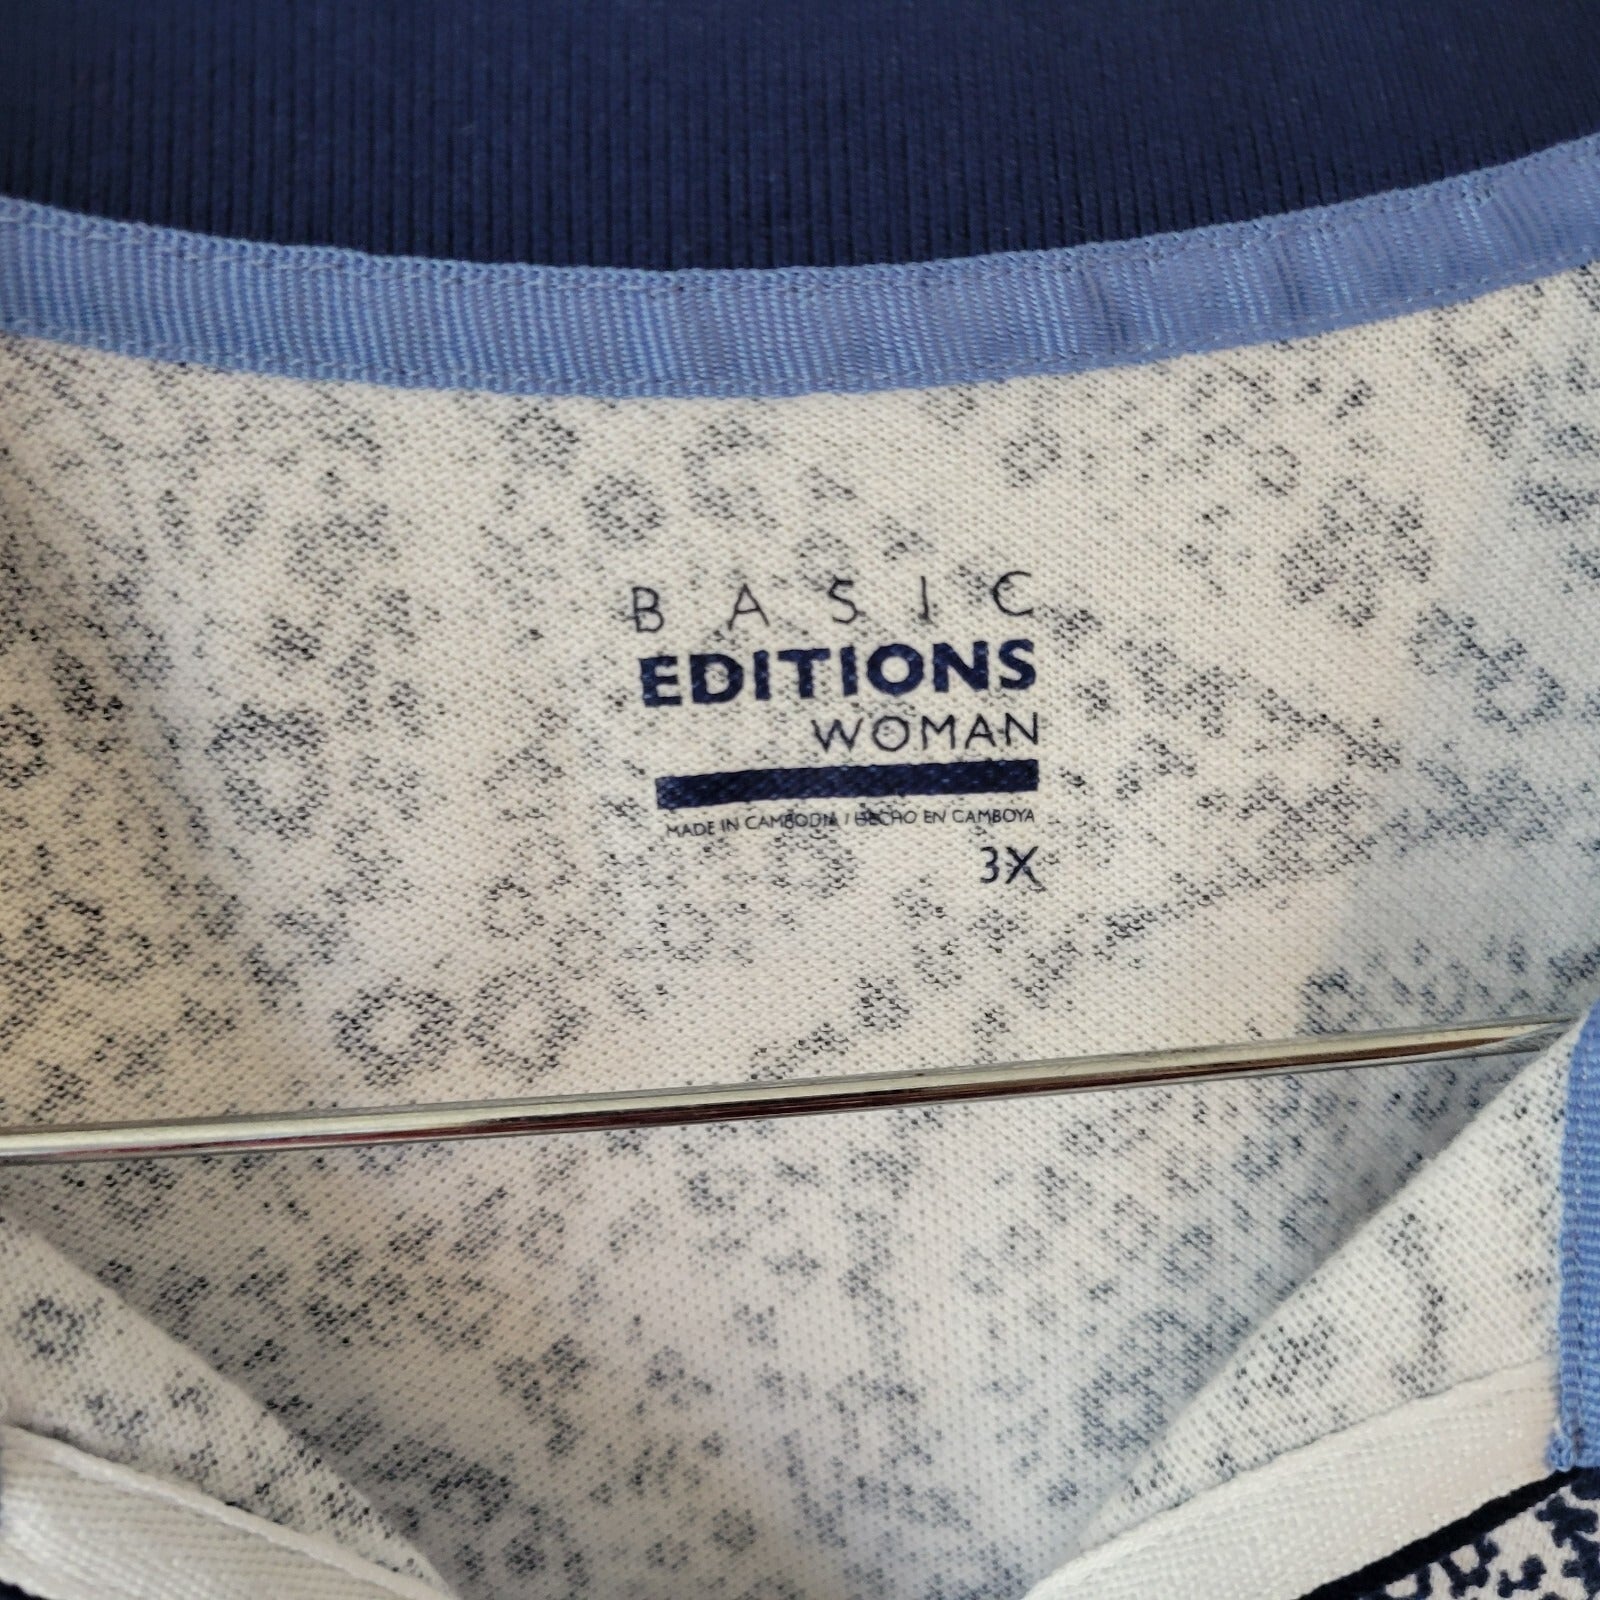 BASIC
EDITIONS
WOMAN
MADE IN CAMBODIA / HECHO EN CAMBOYA
3X